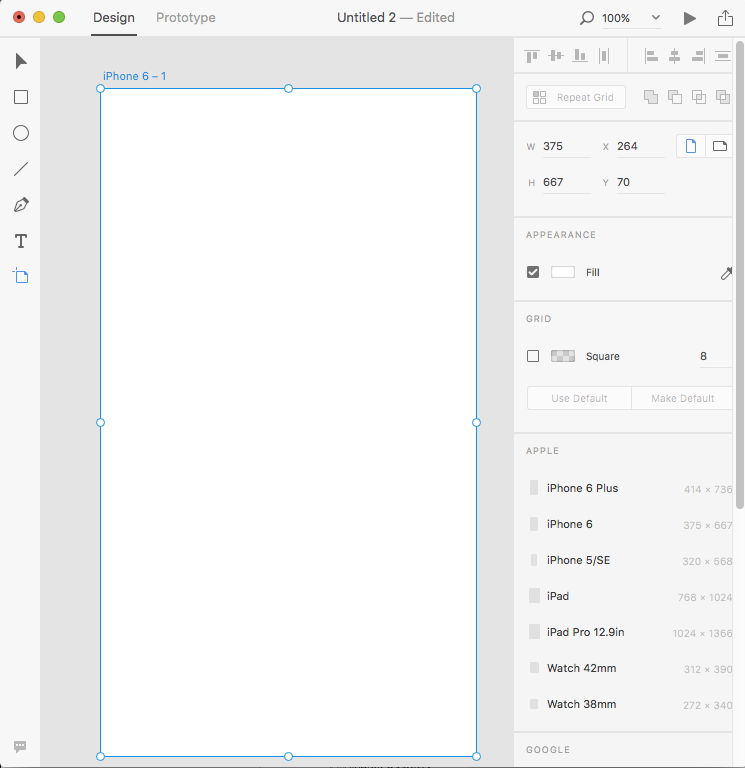 Design Prototype Untitled 2 — Edited 100%
iPhone 6 – 1
Repeat Grid
W 375 X 264
H 667 Y 70
APPEARANCE
Fill
GRID
Square 8
Use Default Make Default
APPLE
iPhone 6 Plus 414 × 736
iPhone 6 375 × 667
iPhone 5/SE 320 × 568
iPad 768 × 1024
iPad Pro 12.9in 1024 × 1366
Watch 42mm 312 × 390
Watch 38mm 272 × 340
GOOGLE
T